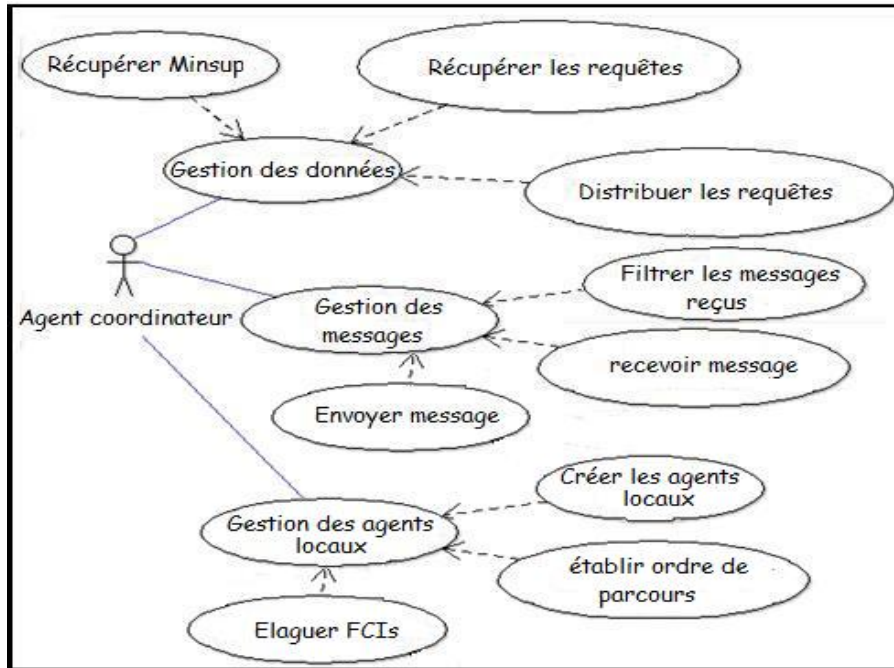 Récupérer Minsup
Récupérer les requêtes
Gestion des données
Distribuer les requêtes
Filtrer les messages
reçus
Agent coordinateur
Gestion des
messages
recevoir message
Envoyer message
Créer les agents
locaux
Gestion des agents
locaux
établir ordre de
parcours
Elaguer FCIs